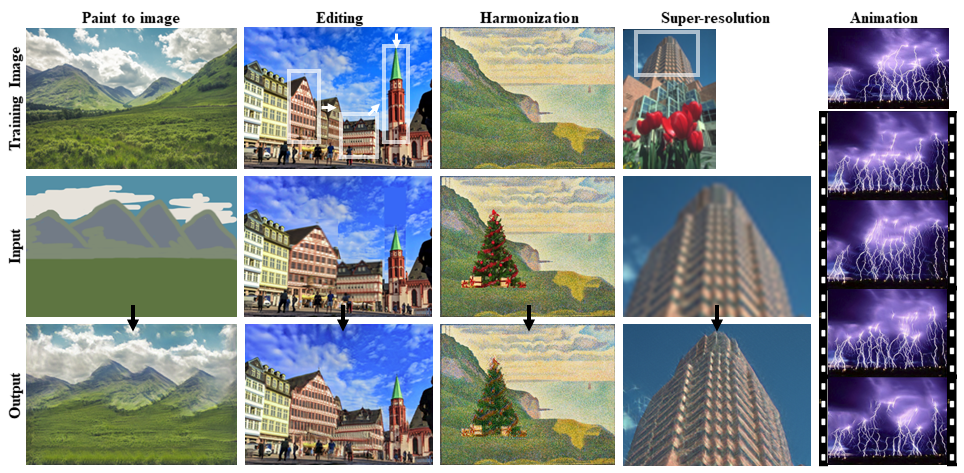 Paint to image
Editing
Harmonization
Super-resolution
Animation
Training Image
Input
Output